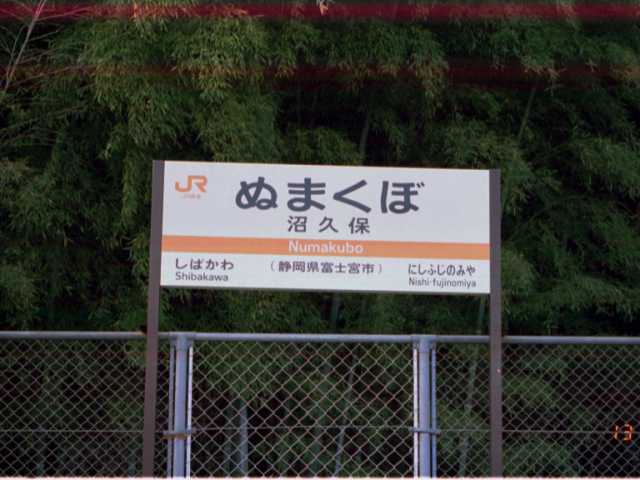 JR
ぬまくぼ
沼久保
Numakubo
しばかわ
Shibakawa
(静岡県富士宮市)
にしふじのみや
Nishi-fujinomiya
13